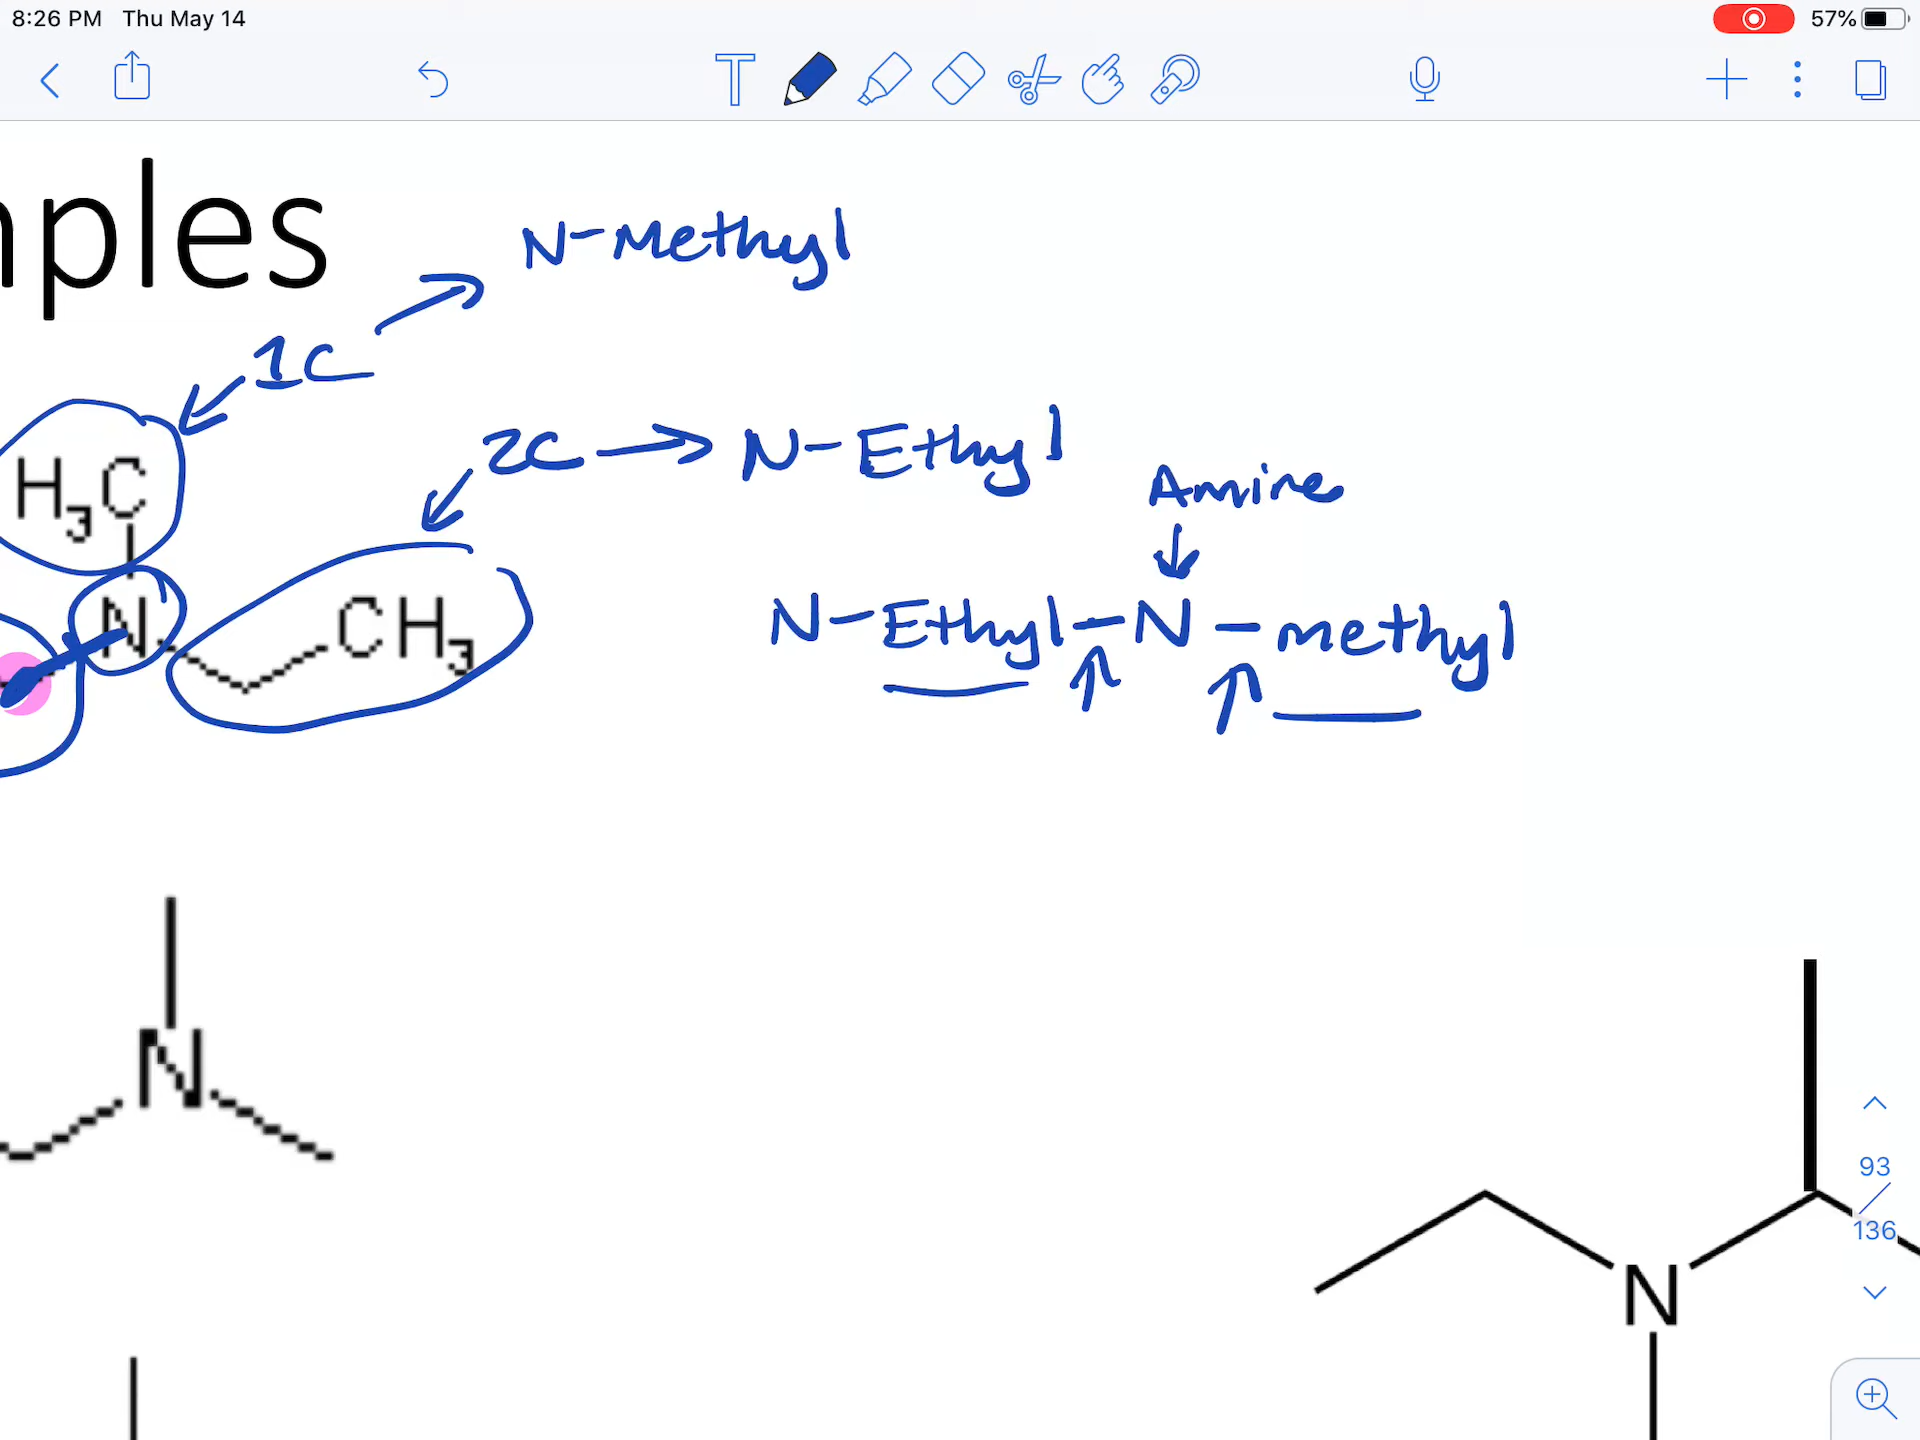 8:26 PM Thu May 14
57%
nples
N-Methyl
1C
2C → N-Ethyl
H3C
Amine
N
CH3
N-Ethyl-N-methyl
N
93
136
N